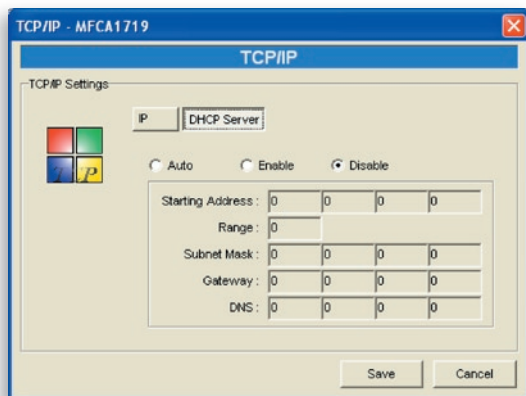 TCP/IP - MFCA1719
TCP/IP
TCP/IP Settings
IP DHCP Server
Auto Enable Disable
Starting Address : 0 0 0 0
Range : 0
Subnet Mask : 0 0 0 0
Gateway : 0 0 0 0
DNS : 0 0 0 0
Save Cancel